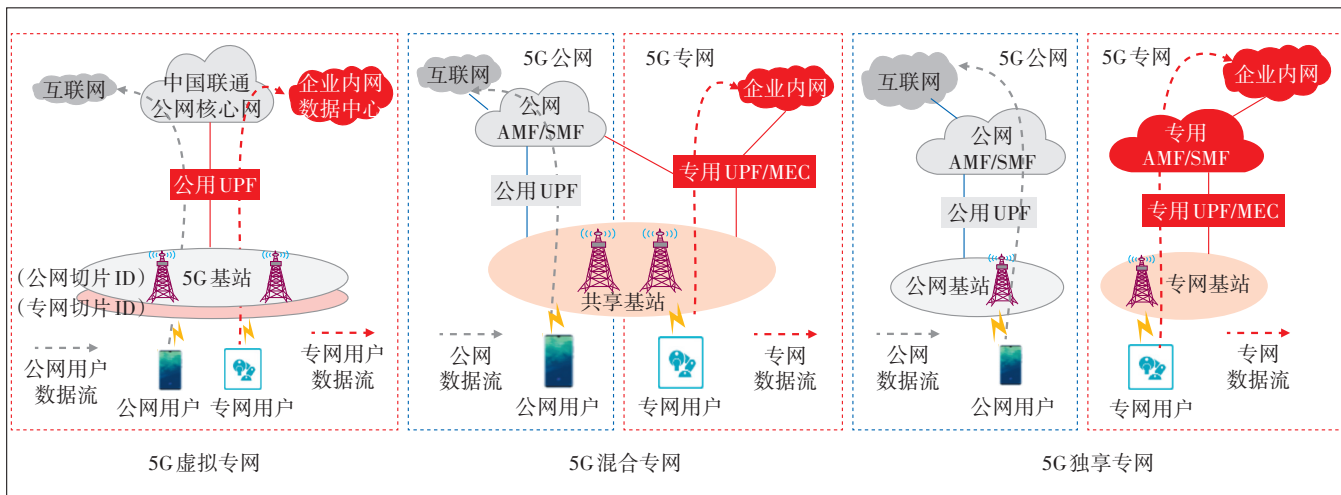 互联网
中国联通
公网核心网
企业内网
数据中心
公用UPF
(公网切片ID)
5G基站
(专网切片ID)
公网用户
数据流
公网用户
专网用户
专网用户
数据流
5G虚拟专网
5G公网
互联网
公网
AMF/SMF
公用UPF
5G专网
企业内网
专用UPF/MEC
共享基站
公网
数据流
公网用户
专网用户
专网
数据流
5G混合专网
5G公网
互联网
公网
AMF/SMF
公用UPF
公网基站
公网
数据流
公网用户
5G专网
企业内网
专用
AMF/SMF
专用UPF/MEC
专网基站
专网用户
专网
数据流
5G独享专网